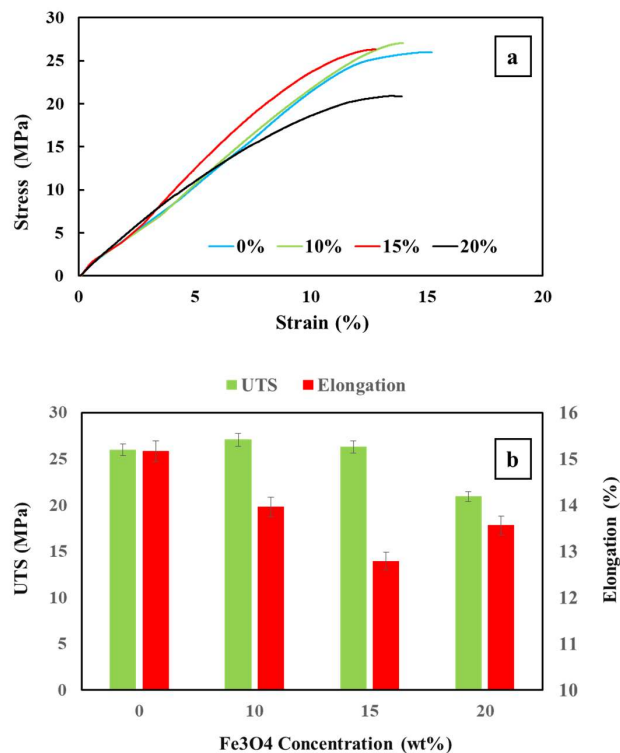 30
a
25
20
15
10
5
0
Stress (MPa)
0% 10% 15% 20%
0 5 10 15 20
Strain (%)
UTS Elongation
30 16
b
25 15
20 14
15 13
10 12
5 11
0 10
UTS (MPa)
Elongation (%)
0 10 15 20
Fe3O4 Concentration (wt%)